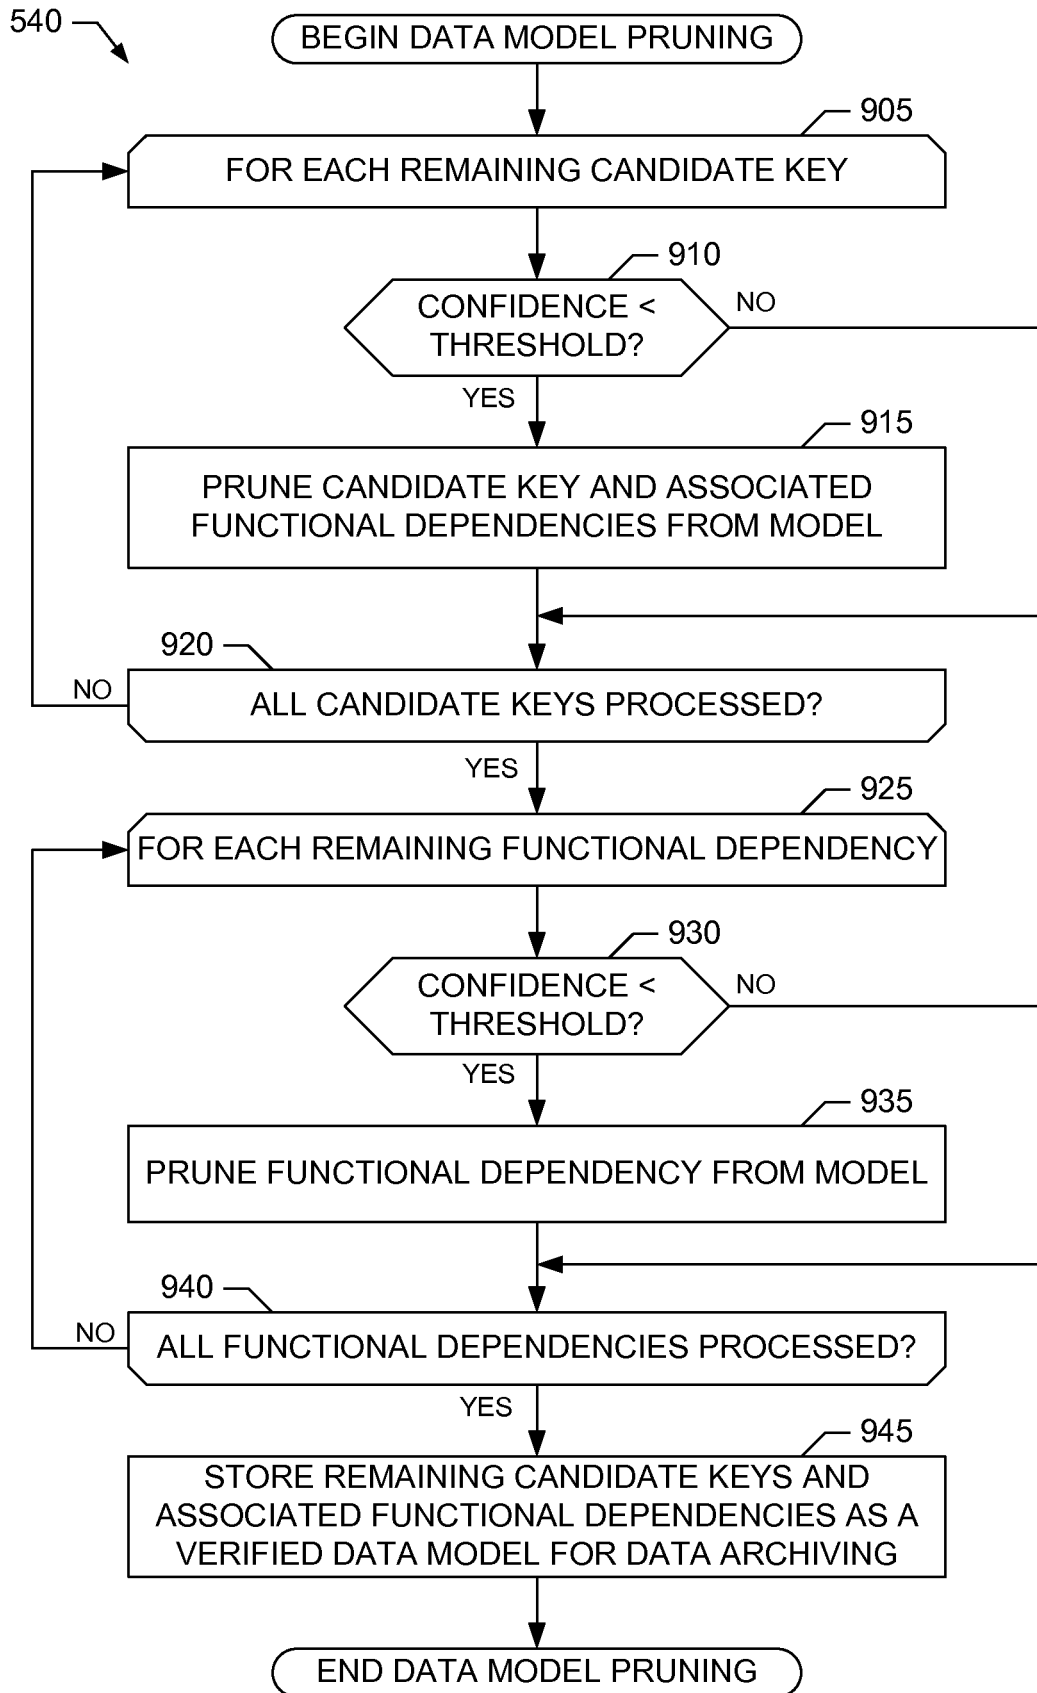 540
BEGIN DATA MODEL PRUNING
905
FOR EACH REMAINING CANDIDATE KEY
910
CONFIDENCE <
THRESHOLD?
NO
YES
915
PRUNE CANDIDATE KEY AND ASSOCIATED
FUNCTIONAL DEPENDENCIES FROM MODEL
920
NO
ALL CANDIDATE KEYS PROCESSED?
YES
925
FOR EACH REMAINING FUNCTIONAL DEPENDENCY
930
CONFIDENCE <
THRESHOLD?
NO
YES
935
PRUNE FUNCTIONAL DEPENDENCY FROM MODEL
940
NO
ALL FUNCTIONAL DEPENDENCIES PROCESSED?
YES
945
STORE REMAINING CANDIDATE KEYS AND
ASSOCIATED FUNCTIONAL DEPENDENCIES AS A
VERIFIED DATA MODEL FOR DATA ARCHIVING
END DATA MODEL PRUNING